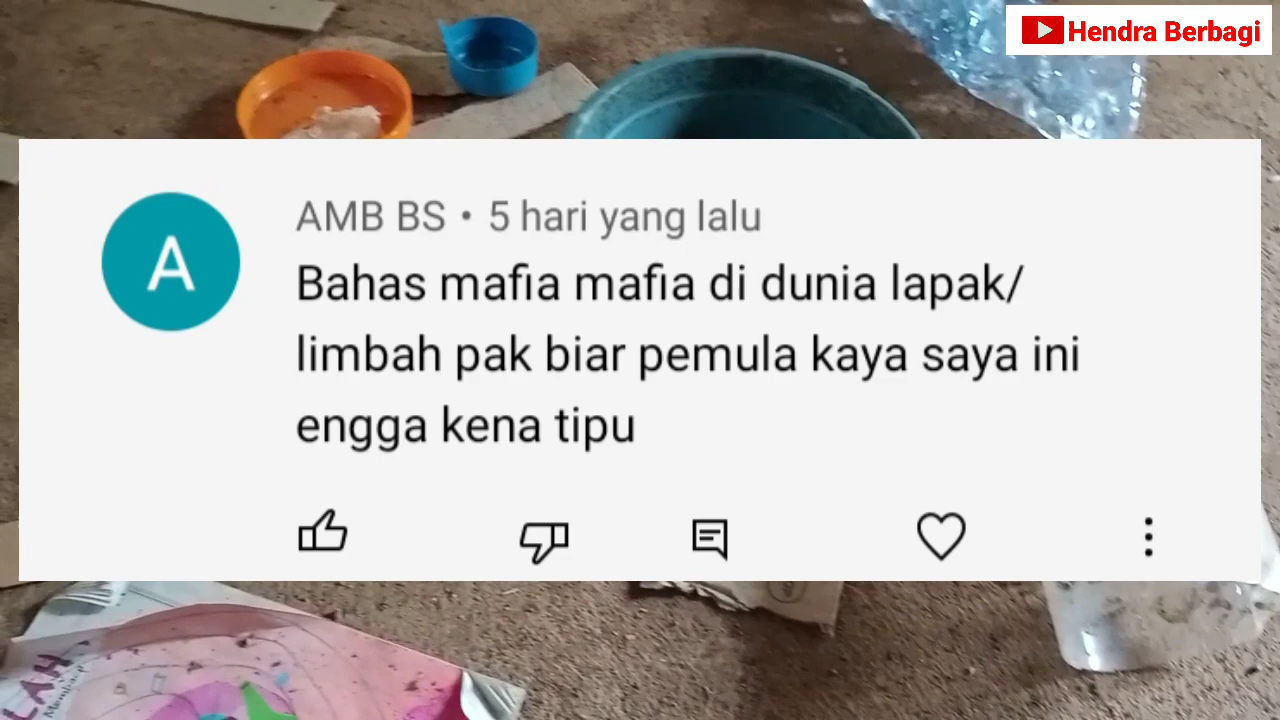 Hendra Berbagi
A
AMB BS • 5 hari yang lalu
Bahas mafia mafia di dunia lapak/
limbah pak biar pemula kaya saya ini
engga kena tipu
LAH